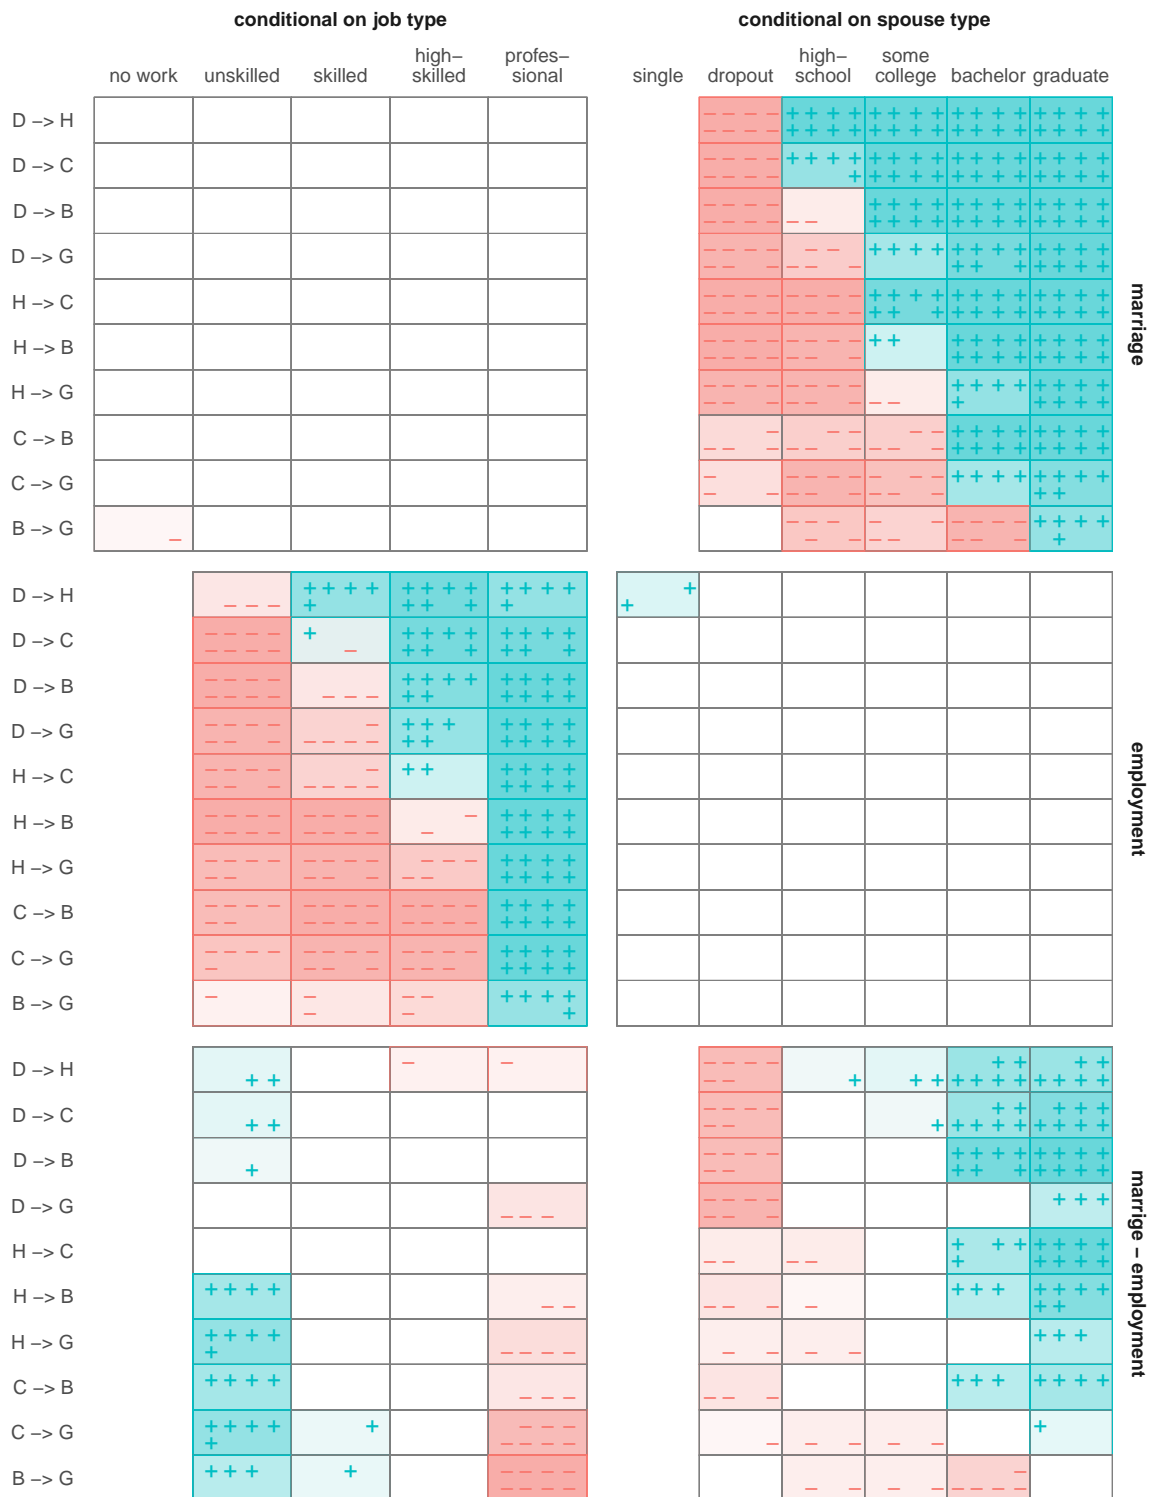 conditional on job type
conditional on spouse type
no work
unskilled
skilled
high−
skilled
profes−
sional
single
dropout
high−
school
some
college
bachelor
graduate
D −> H
D −> C
D −> B
D −> G
H −> C
H −> B
H −> G
C −> B
C −> G
B −> G
marriage
D −> H
D −> C
D −> B
D −> G
H −> C
H −> B
H −> G
C −> B
C −> G
B −> G
employment
D −> H
D −> C
D −> B
D −> G
H −> C
H −> B
H −> G
C −> B
C −> G
B −> G
marrige − employment